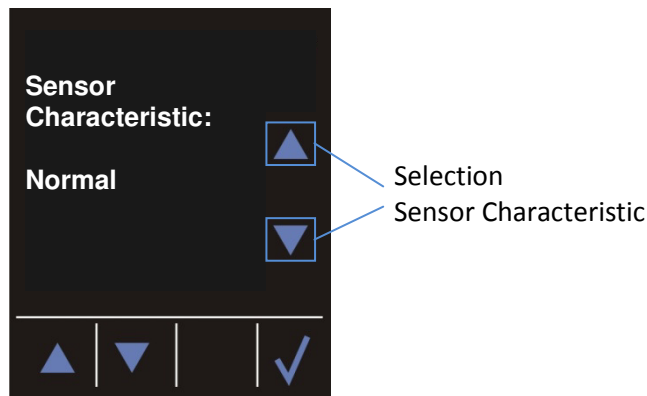 Sensor
Characteristic:
Normal
Selection
Sensor Characteristic